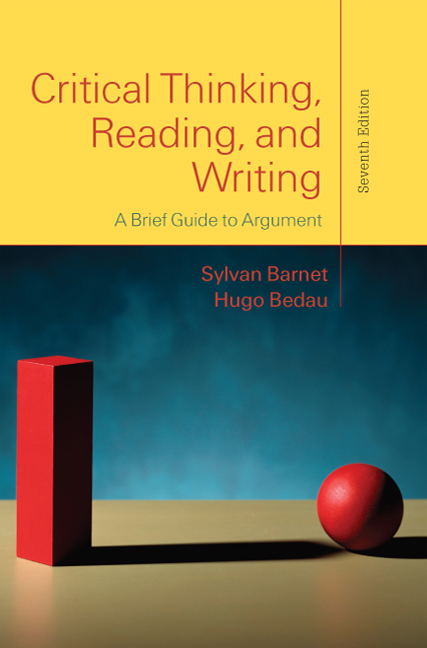 Critical Thinking,
Reading, and
Writing
A Brief Guide to Argument
Seventh Edition
Sylvan Barnet
Hugo Bedau